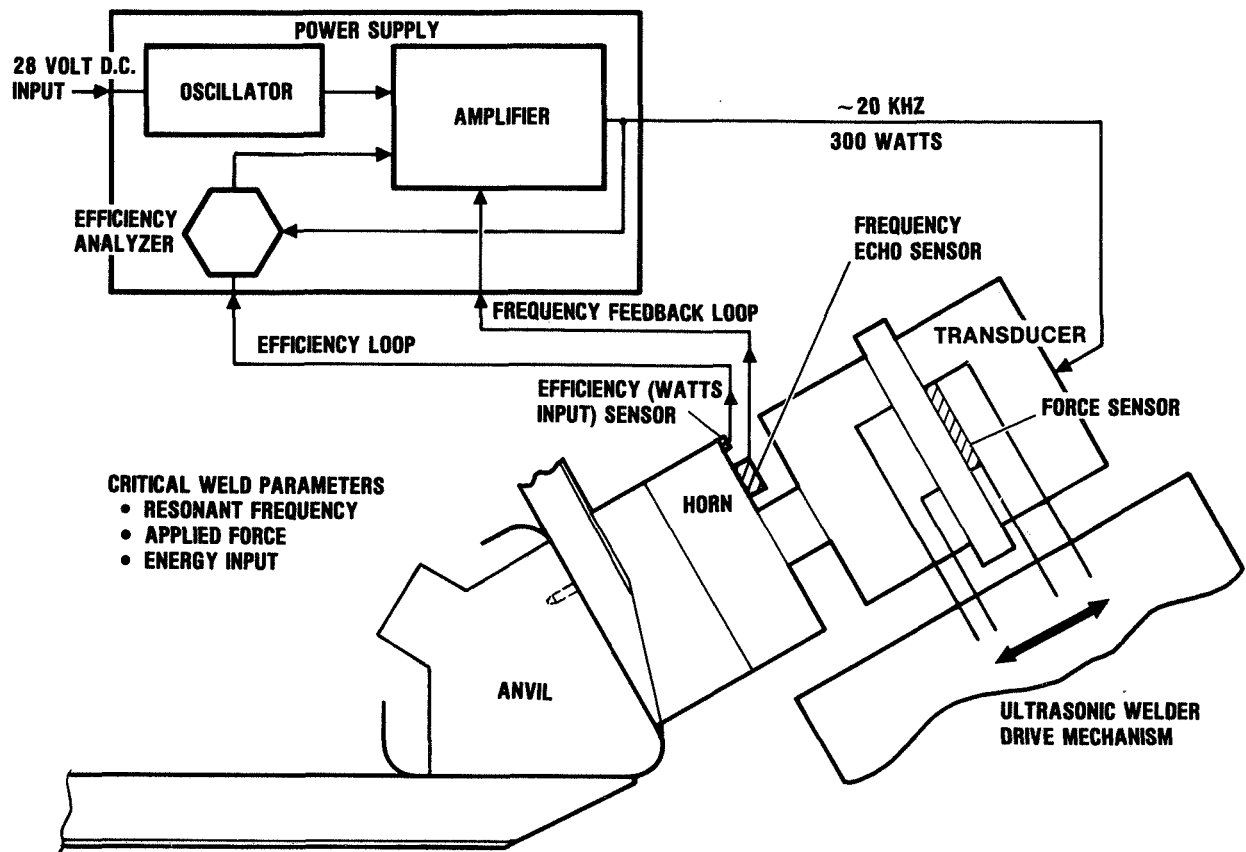 POWER SUPPLY
28 VOLT D.C.
INPUT
OSCILLATOR
AMPLIFIER
~20 KHZ
300 WATTS
EFFICIENCY
ANALYZER
FREQUENCY
ECHO SENSOR
FREQUENCY FEEDBACK LOOP
EFFICIENCY LOOP
TRANSDUCER
EFFICIENCY (WATTS
INPUT) SENSOR
FORCE SENSOR
HORN
CRITICAL WELD PARAMETERS
• RESONANT FREQUENCY
• APPLIED FORCE
• ENERGY INPUT
ANVIL
ULTRASONIC WELDER
DRIVE MECHANISM